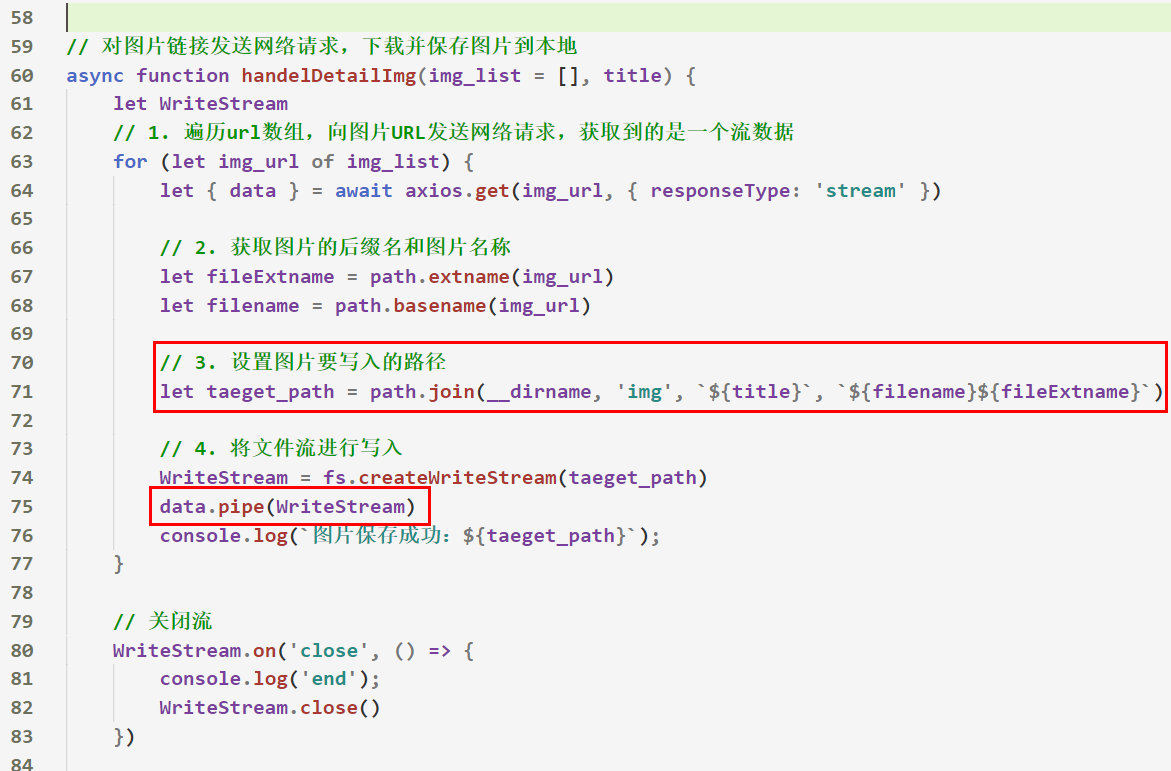 58
59 // 对图片链接发送网络请求，下载并保存图片到本地
60 async function handelDetailImg(img_list = [], title) {
61 let WriteStream
62 // 1. 遍历url数组，向图片URL发送网络请求，获取到的是一个流数据
63 for (let img_url of img_list) {
64 let { data } = await axios.get(img_url, { responseType: 'stream' })
65
66 // 2. 获取图片的后缀名和图片名称
67 let fileExtname = path.extname(img_url)
68 let filename = path.basename(img_url)
69
70 // 3. 设置图片要写入的路径
71 let taeget_path = path.join(__dirname, 'img', `${title}`, `${filename}${fileExtname}`)
72
73 // 4. 将文件流进行写入
74 WriteStream = fs.createWriteStream(taeget_path)
75 data.pipe(WriteStream)
76 console.log(`图片保存成功: ${taeget_path}`);
77 }
78
79 // 关闭流
80 WriteStream.on('close', () => {
81 console.log('end');
82 WriteStream.close()
83 })
84